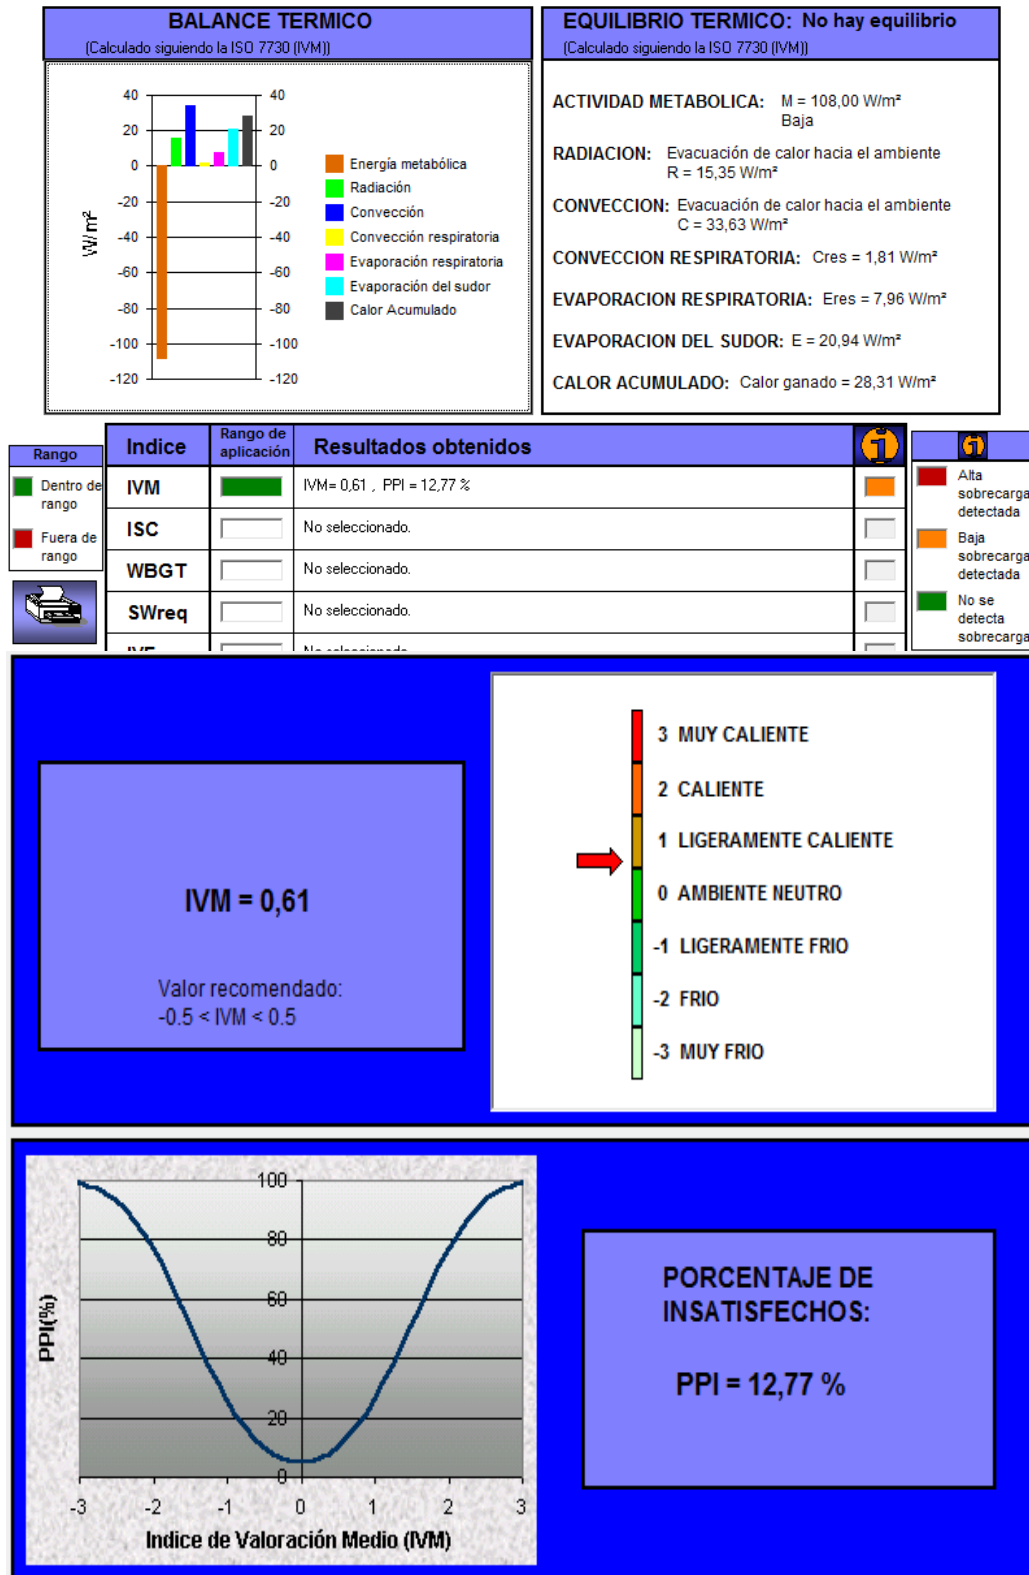 BALANCE TERMICO
(Calculado siguiendo la ISO 7730 (IVM))
40
20
0
-20
-40
-60
-80
-100
-120
40
20
0
-20
-40
-60
-80
-100
-120
W/m²
Energía metabólica
Radiación
Convección
Convección respiratoria
Evaporación respiratoria
Evaporación del sudor
Calor Acumulado
EQUILIBRIO TERMICO: No hay equilibrio
(Calculado siguiendo la ISO 7730 (IVM))
ACTIVIDAD METABOLICA: M = 108,00 W/m²
Baja
RADIACION: Evacuación de calor hacia el ambiente
R = 15,35 W/m²
CONVECCION: Evacuación de calor hacia el ambiente
C = 33,63 W/m²
CONVECCION RESPIRATORIA: Cres = 1,81 W/m²
EVAPORACION RESPIRATORIA: Eres = 7,96 W/m²
EVAPORACION DEL SUDOR: E = 20,94 W/m²
CALOR ACUMULADO: Calor ganado = 28,31 W/m²
Rango
Dentro de
rango
Fuera de
rango
Indice
Rango de
aplicación
Resultados obtenidos
i
IVM
IVM= 0,61 , PPI = 12,77 %
ISC
No seleccionado.
WBGT
No seleccionado.
SWreq
No seleccionado.
i
Alta
sobrecarga
detectada
Baja
sobrecarga
detectada
No se
detecta
sobrecarga
IVM = 0,61
Valor recomendado:
-0.5 < IVM < 0.5
3 MUY CALIENTE
2 CALIENTE
1 LIGERAMENTE CALIENTE
0 AMBIENTE NEUTRO
-1 LIGERAMENTE FRIO
-2 FRIO
-3 MUY FRIO
100
80
60
40
20
0
PPI(%)
-3 -2 -1 0 1 2 3
Indice de Valoración Medio (IVM)
PORCENTAJE DE
INSATISFECHOS:
PPI = 12,77 %